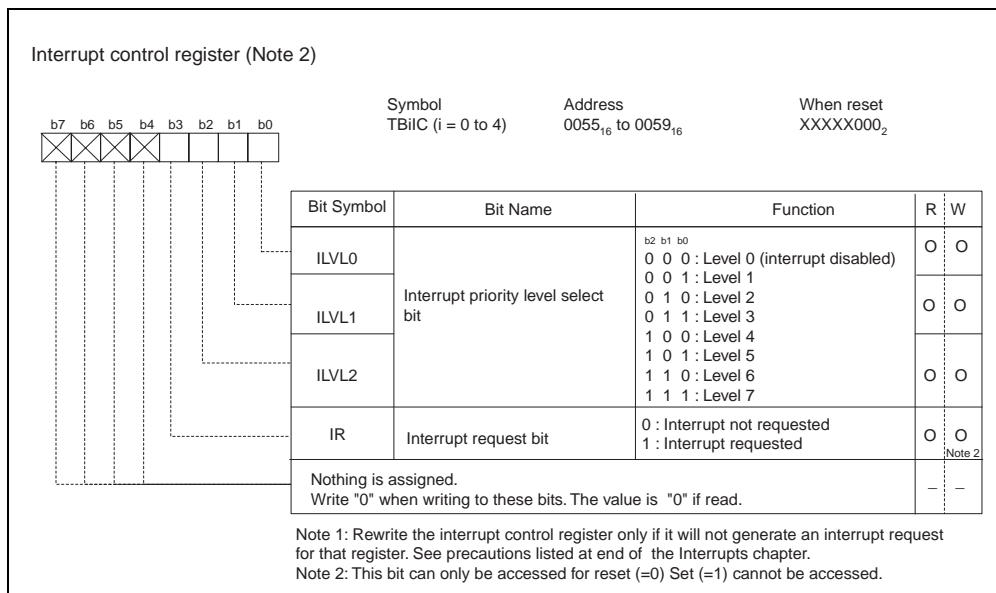 Interrupt control register (Note 2)
Symbol Address When reset
TBiIC (i = 0 to 4) 0055₁₆ to 0059₁₆ XXXXX000₂
b7 b6 b5 b4 b3 b2 b1 b0
Bit Symbol Bit Name Function R W
ILVL0
ILVL1
ILVL2
Interrupt priority level select
bit
b2 b1 b0
0 0 0 : Level 0 (interrupt disabled)
0 0 1 : Level 1
0 1 0 : Level 2
0 1 1 : Level 3
1 0 0 : Level 4
1 0 1 : Level 5
1 1 0 : Level 6
1 1 1 : Level 7
O O
O O
O O
IR Interrupt request bit
0 : Interrupt not requested
1 : Interrupt requested
O O
Note 2
Nothing is assigned.
Write "0" when writing to these bits. The value is "0" if read.
– –
Note 1: Rewrite the interrupt control register only if it will not generate an interrupt request
for that register. See precautions listed at end of the Interrupts chapter.
Note 2: This bit can only be accessed for reset (=0) Set (=1) cannot be accessed.